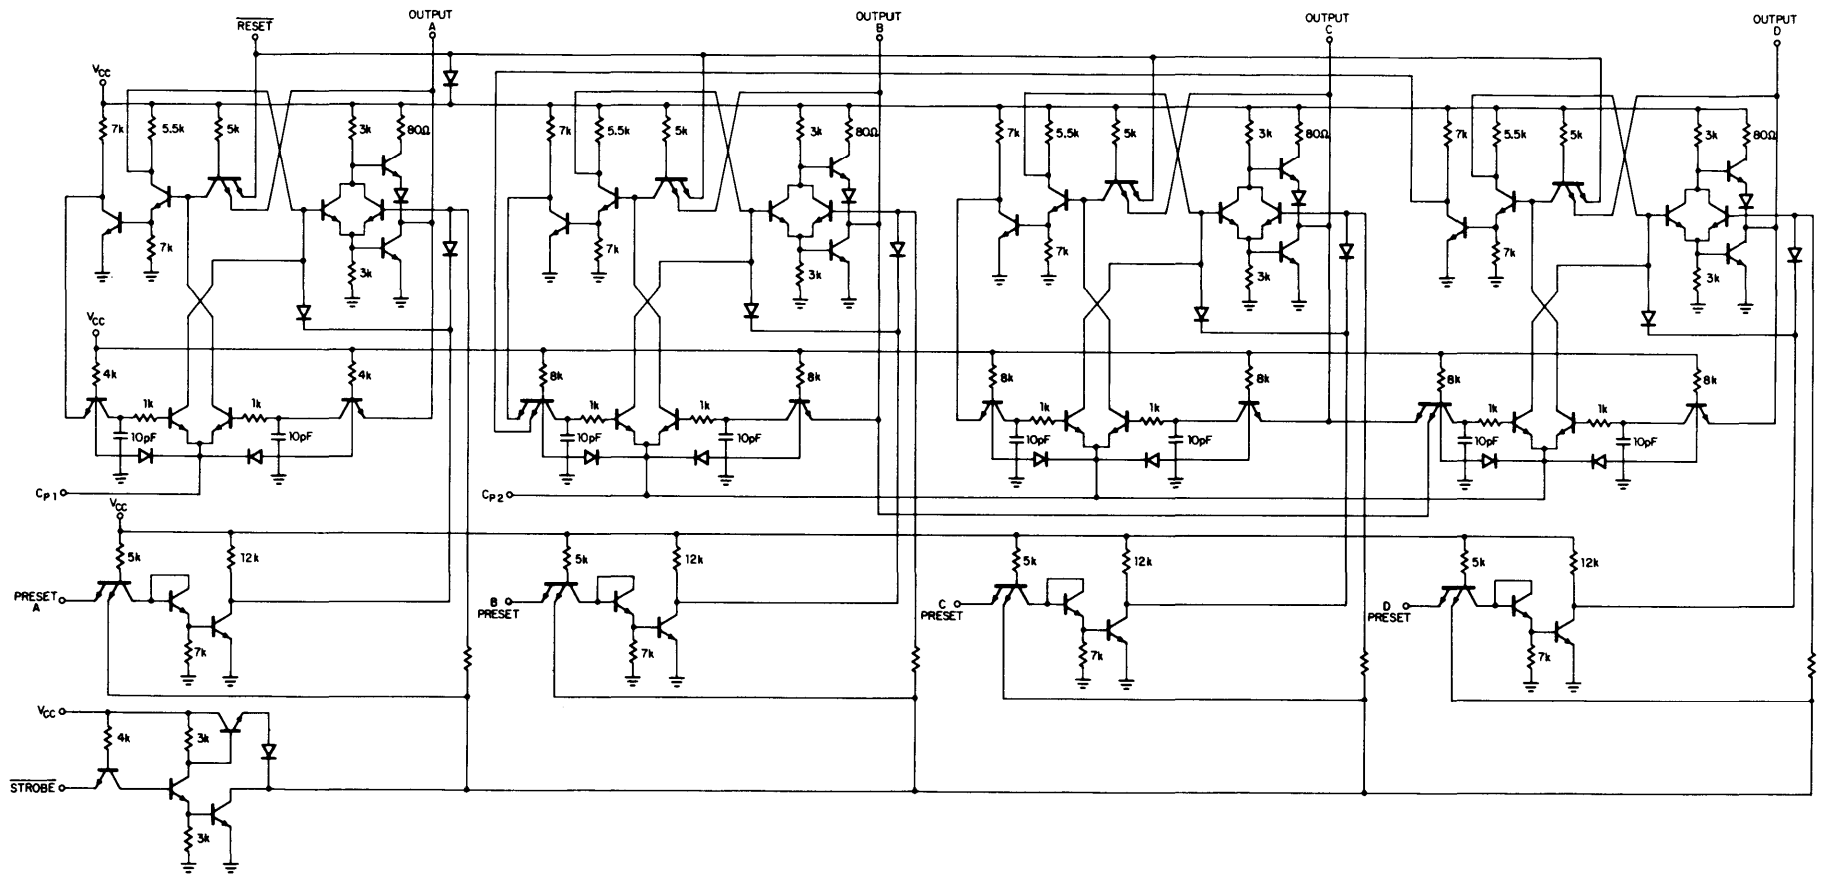 RESET
OUTPUT
A
OUTPUT
B
OUTPUT
C
OUTPUT
D
VCC
7k
5.5k
5k
3k
80Ω
7k
5.5k
5k
3k
80Ω
7k
5.5k
5k
3k
80Ω
7k
5.5k
5k
3k
80Ω
7k
3k
7k
3k
7k
3k
7k
3k
VCC
4k
4k
8k
8k
8k
8k
8k
8k
1k
1k
1k
1k
1k
1k
1k
1k
10pF
10pF
10pF
10pF
10pF
10pF
10pF
10pF
CP1
CP2
VCC
5k
12k
5k
12k
5k
12k
5k
12k
PRESET
A
B
PRESET
C
PRESET
D
PRESET
7k
7k
7k
7k
VCC
4k
3k
STROBE
3k